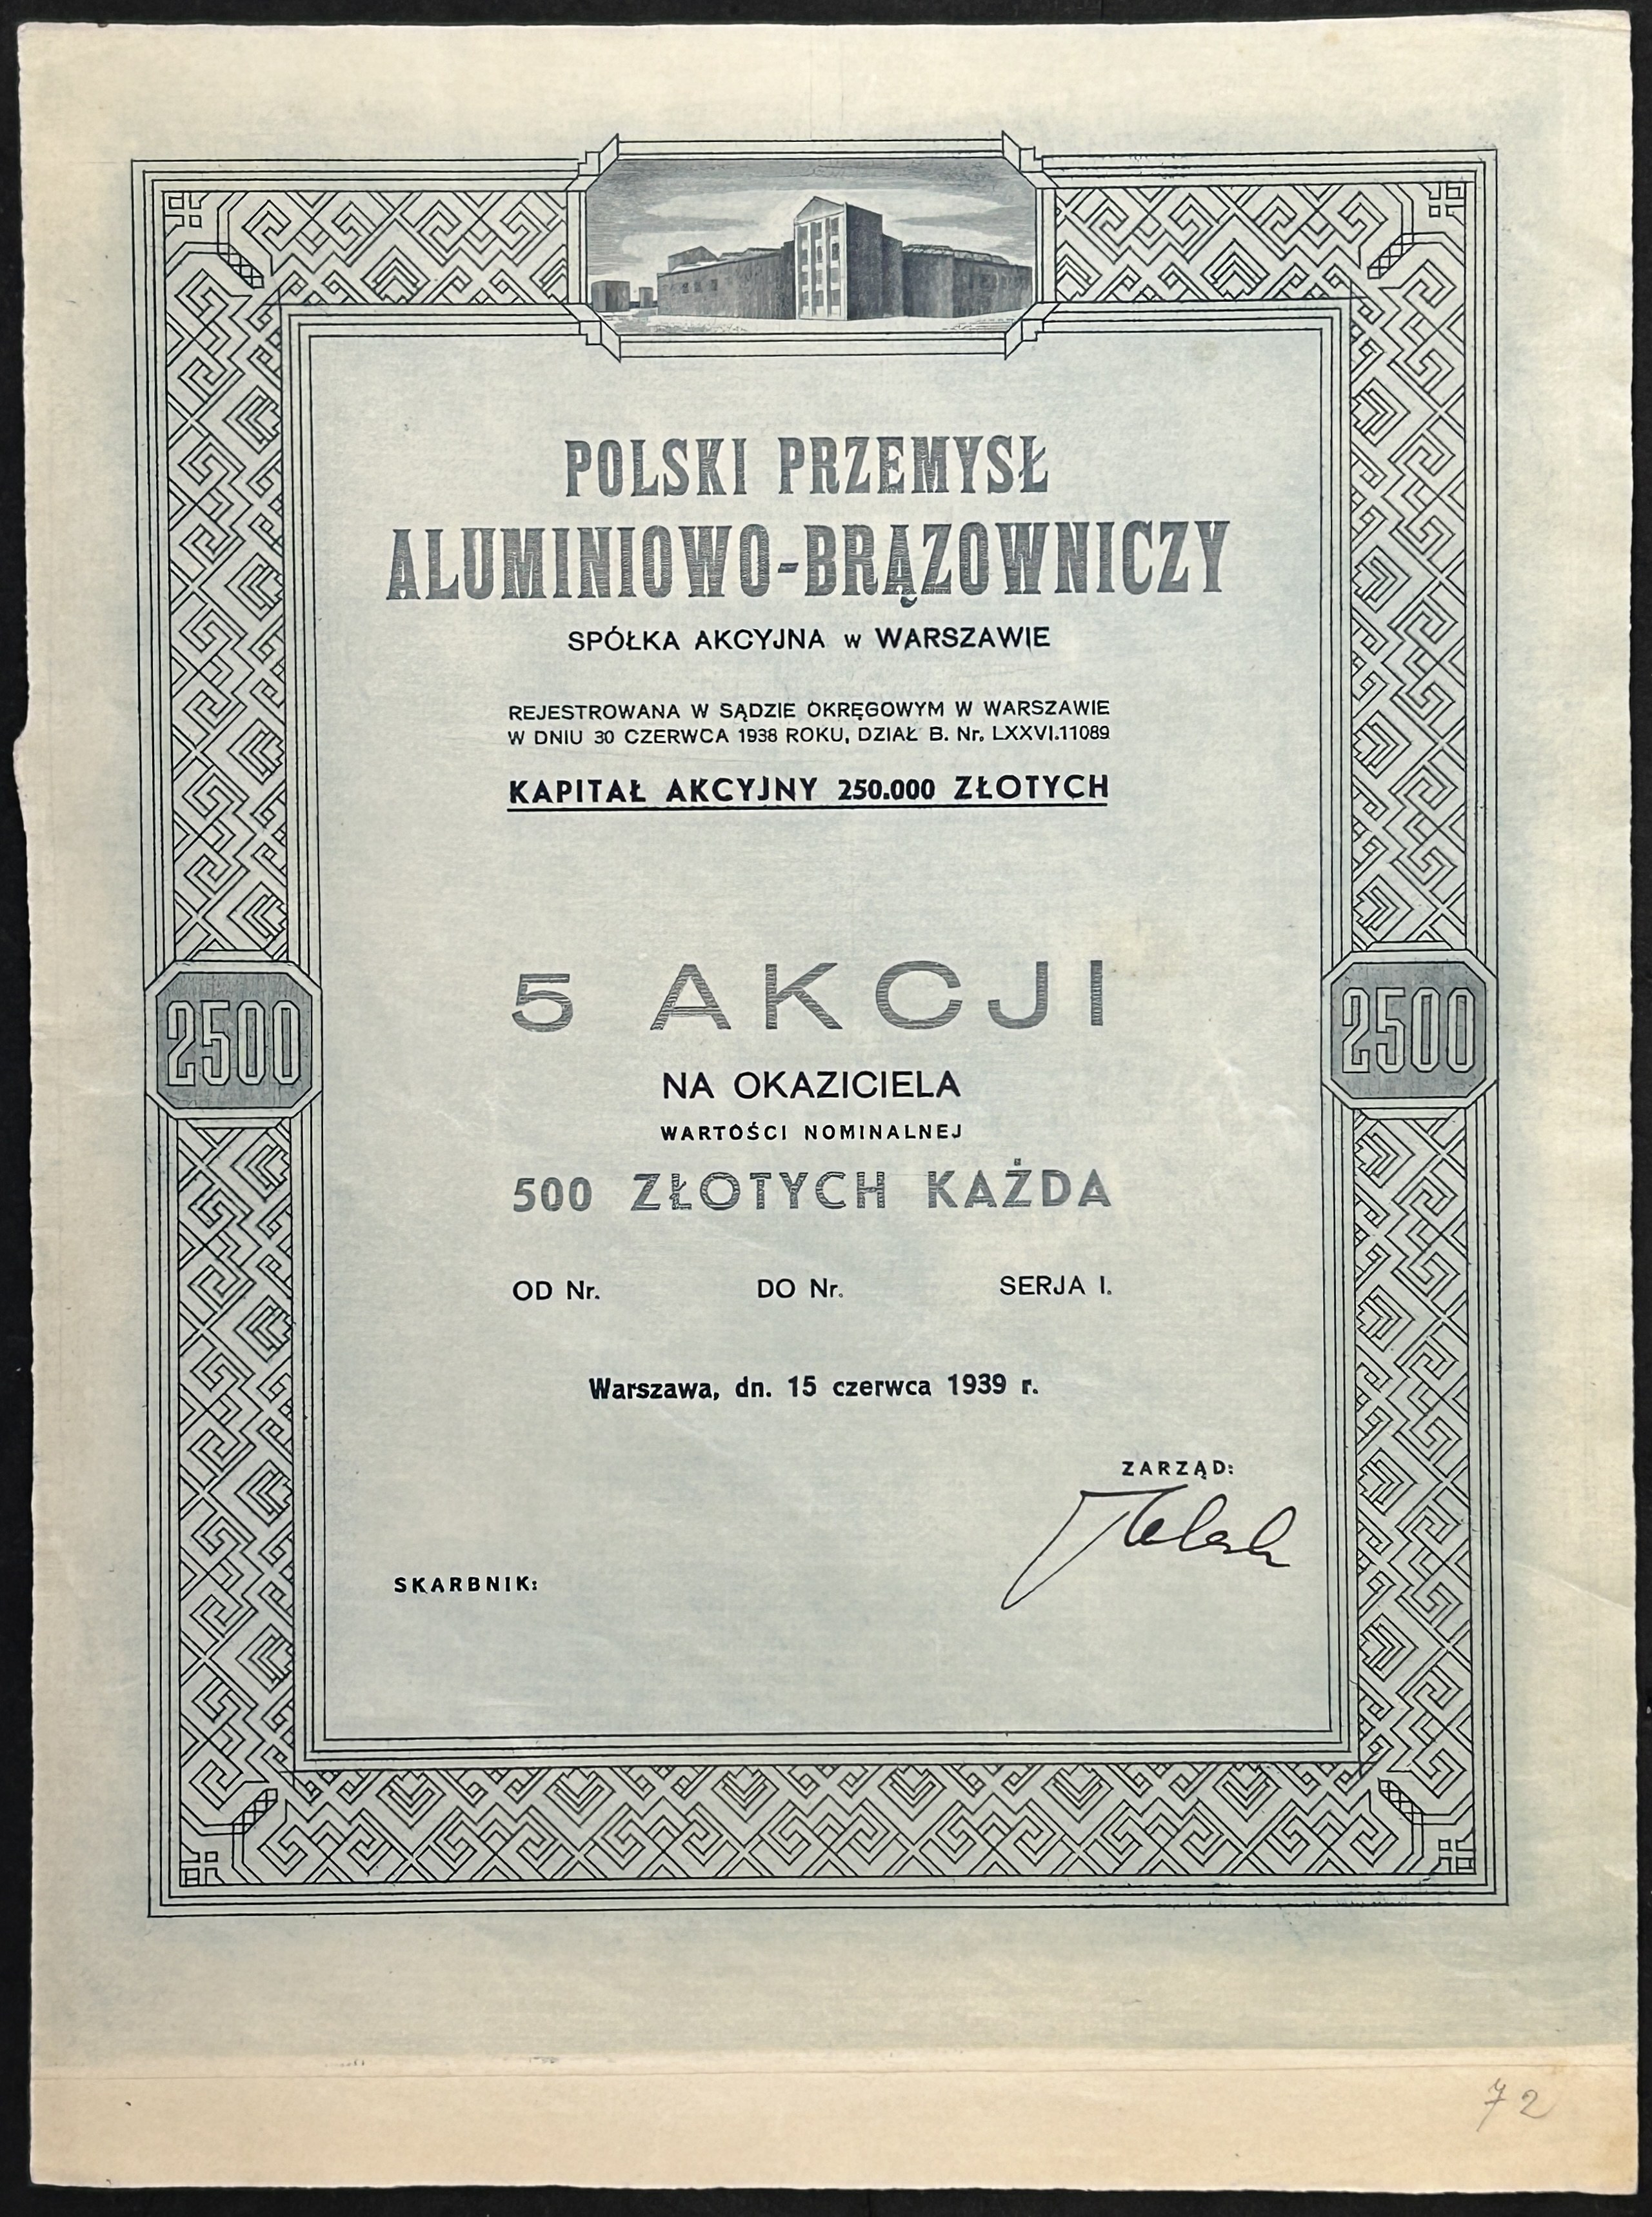 POLSKI PRZEMYSŁ
ALUMINIOWO-BRĄZOWNICZY
SPÓŁKA AKCYJNA w WARSZAWIE
REJESTROWANA W SĄDZIE OKRĘGOWYM W WARSZAWIE
W DNIU 30 CZERWCA 1938 ROKU, DZIAŁ B. Nr. LXXVI.11089
KAPITAŁ AKCYJNY 250.000 ZŁOTYCH
5 AKCJI
2500
2500
NA OKAZICIELA
WARTOŚCI NOMINALNEJ
500 ZŁOTYCH KAŻDA
OD Nr. DO Nr. SERJA I.
Warszawa, dn. 15 czerwca 1939 r.
ZARZĄD:
SKARBNIK:
72